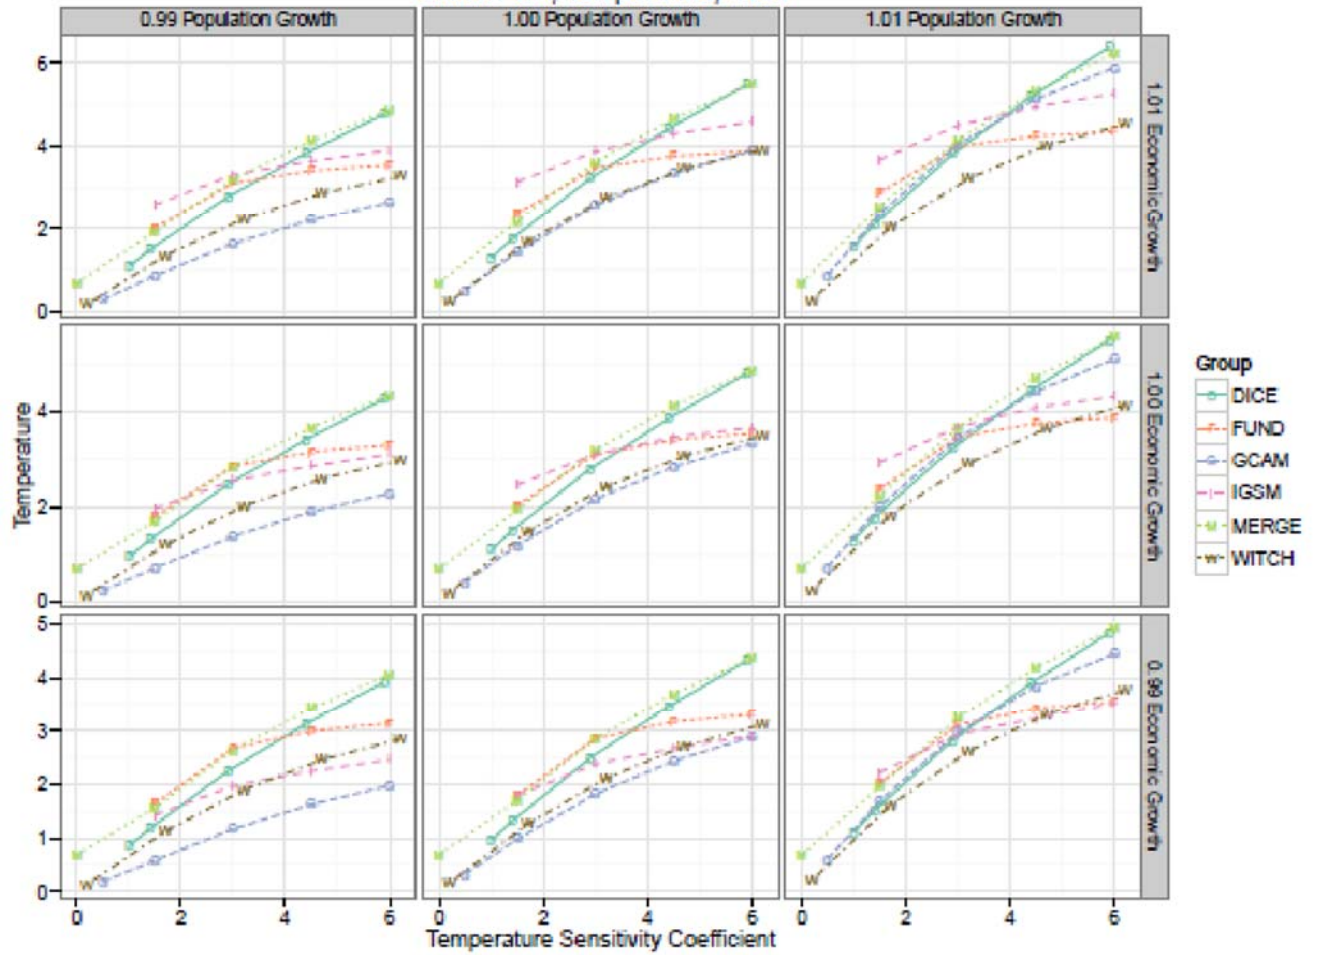 0.99 Population Growth
1.00 Population Growth
1.01 Population Growth
6
4
2
0
1.01 Economic Growth
4
2
0
1.00 Economic Growth
5
4
3
2
1
0
0.99 Economic Growth
0 2 4 6
0 2 4 6
0 2 4 6
Temperature
Temperature Sensitivity Coefficient
Group
DICE
FUND
GCAM
IGSM
MERGE
WITCH